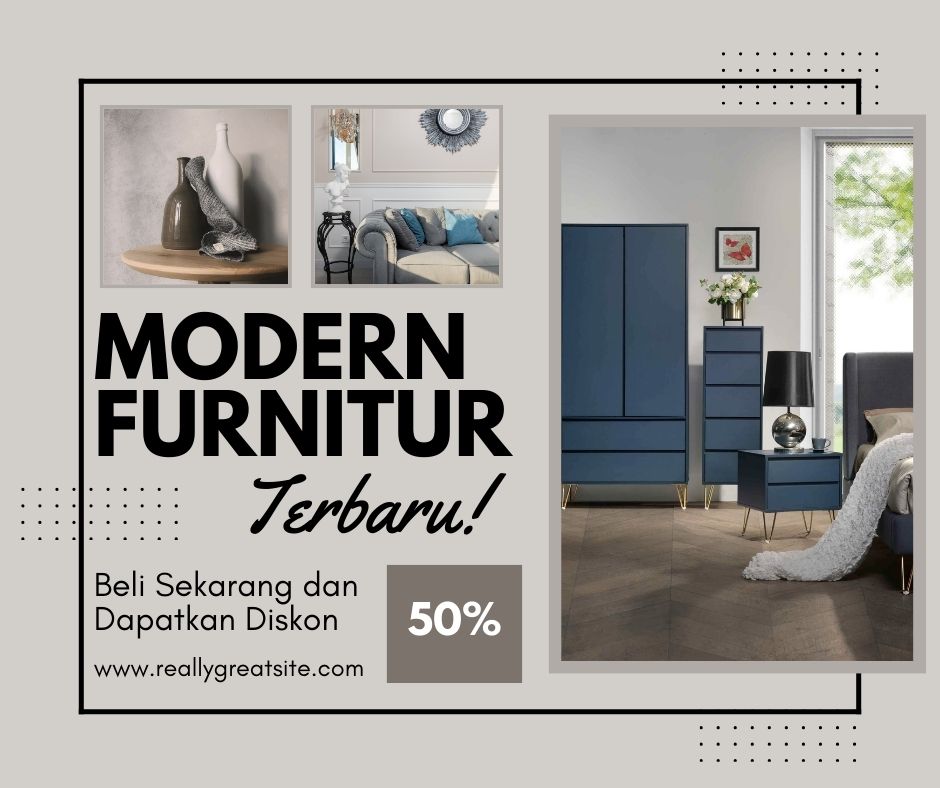 MODERN
FURNITUR
Terbaru!
Beli Sekarang dan
Dapatkan Diskon
50%
www.reallygreatsite.com